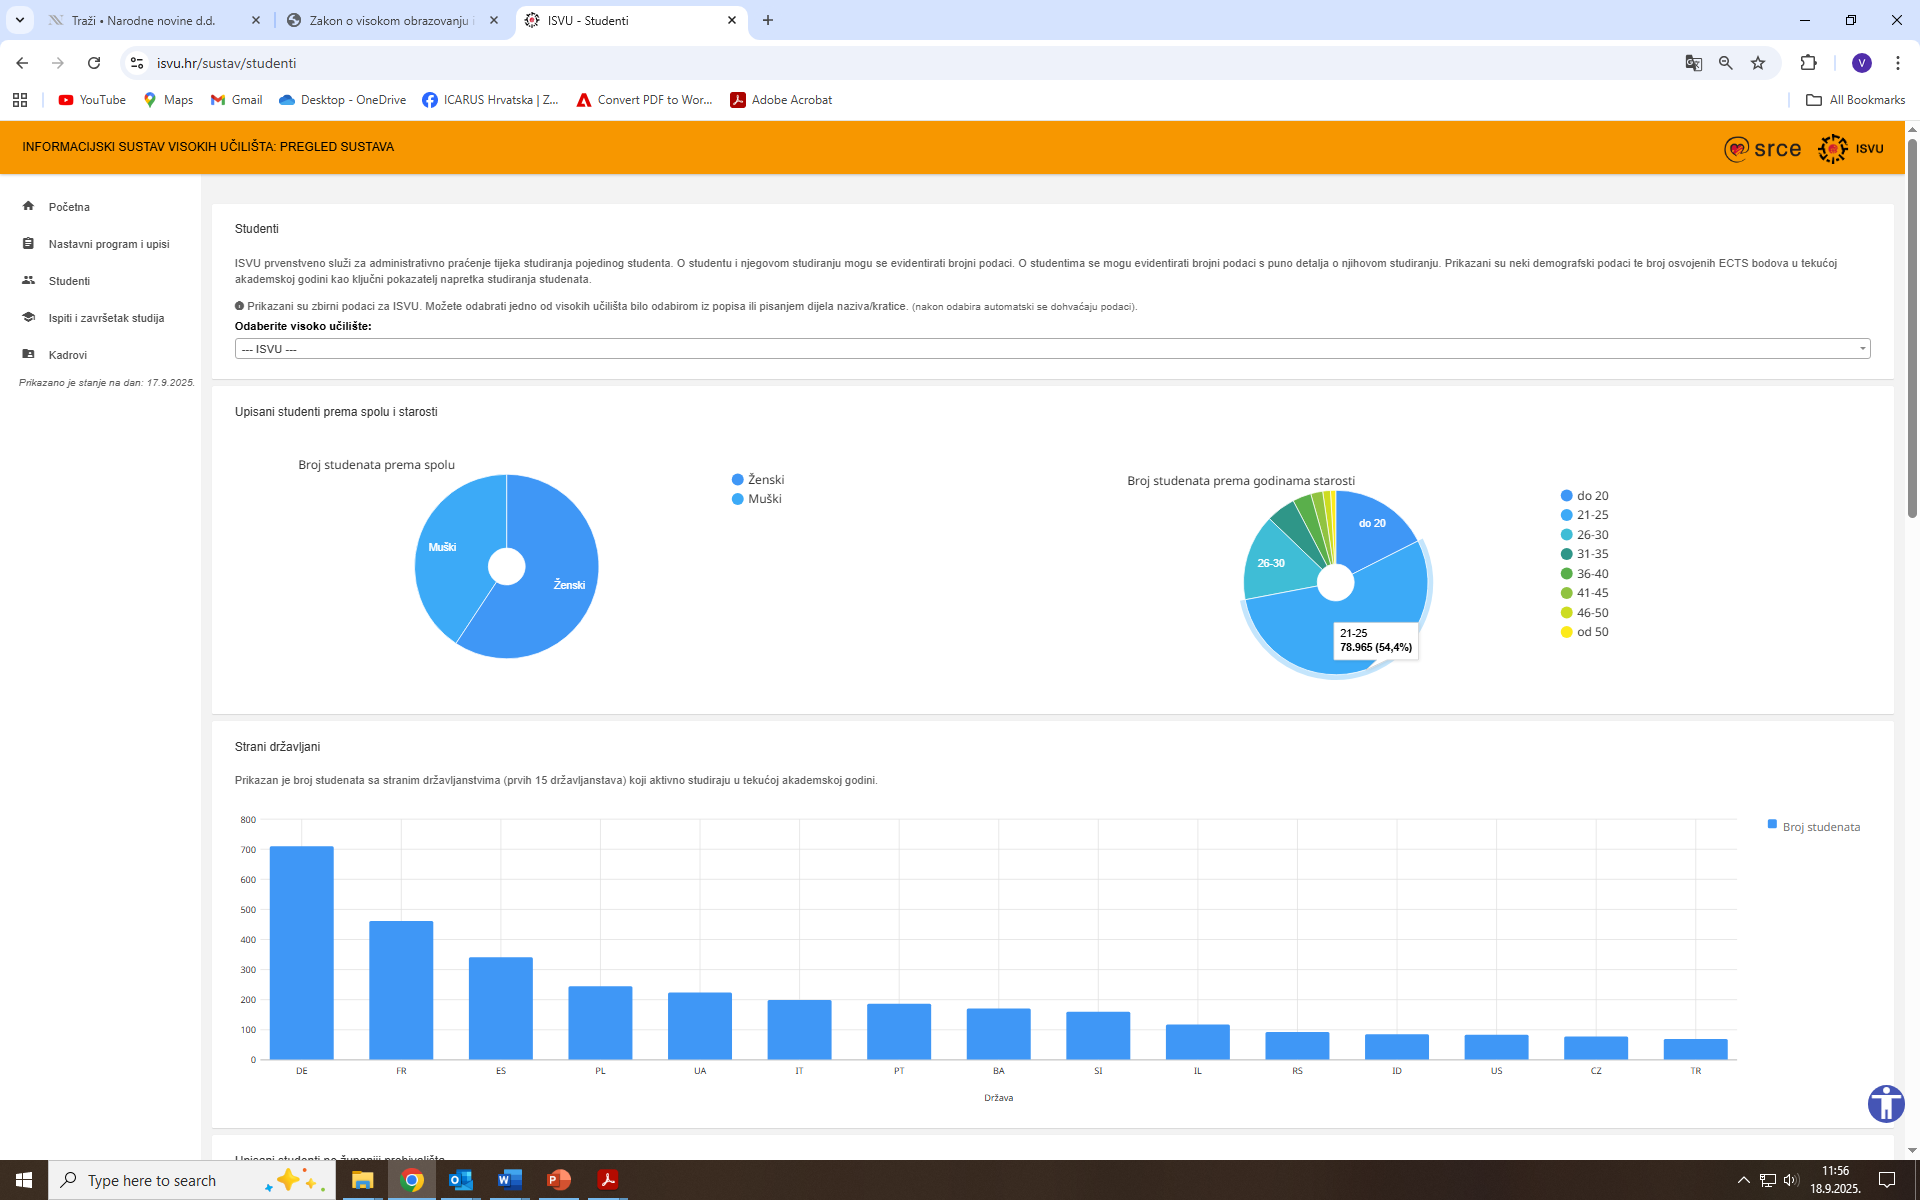 Traži • Narodne novine d.d.
Zakon o visokom obrazovanju i
ISVU - Studenti
isvu.hr/sustav/studenti
V
YouTube
Maps
Gmail
Desktop - OneDrive
ICARUS Hrvatska | Z...
Convert PDF to Wor...
Adobe Acrobat
All Bookmarks
INFORMACIJSKI SUSTAV VISOKIH UČILIŠTA: PREGLED SUSTAVA
srce
ISVU
Početna
Nastavni program i upisi
Studenti
Ispiti i završetak studija
Kadrovi
Prikazano je stanje na dan: 17.9.2025.
Studenti
ISVU prvenstveno služi za administrativno praćenje tijeka studiranja pojedinog studenta. O studentu i njegovom studiranju mogu se evidentirati brojni podaci. O studentima se mogu evidentirati brojni podaci s puno detalja o njihovom studiranju. Prikazani su neki demografski podaci te broj osvojenih ECTS bodova u tekućoj
akademskoj godini kao ključni pokazatelj napretka studiranja studenata.
Prikazani su zbirni podaci za ISVU. Možete odabrati jedno od visokih učilišta bilo odabirom iz popisa ili pisanjem dijela naziva/kratice. (nakon odabira automatski se dohvaćaju podaci).
Odaberite visoko učilište:
--- ISVU ---
Upisani studenti prema spolu i starosti
Broj studenata prema spolu
Muški
Ženski
Ženski
Muški
Broj studenata prema godinama starosti
do 20
26-30
21-25
78.965 (54,4%)
do 20
21-25
26-30
31-35
36-40
41-45
46-50
od 50
Strani državljani
Prikazan je broj studenata sa stranim državljanstvima (prvih 15 državljanstava) koji aktivno studiraju u tekućoj akademskoj godini.
800
700
600
500
400
300
200
100
0
DE FR ES PL UA IT PT BA SI IL RS ID US CZ TR
Država
Broj studenata
Upisani studenti po županiji prebivališta
Type here to search
11:56
18.9.2025.